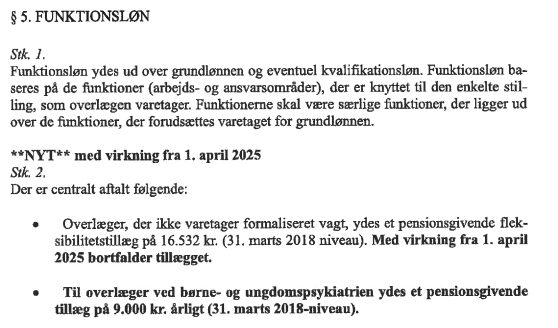 § 5. FUNKTIONSLØN
Stk. 1.
Funktionsløn ydes ud over grundlønnen og eventuel kvalifikationsløn. Funktionsløn ba-
seres på de funktioner (arbejds- og ansvarsområder), der er knyttet til den enkelte stil-
ling, som overlægen varetager. Funktionerne skal være særlige funktioner, der ligger ud
over de funktioner, der forudsættes varetaget for grundlønnen.
**NYT** med virkning fra 1. april 2025
Stk. 2.
Der er centralt aftalt følgende:
• Overlæger, der ikke varetager formaliseret vagt, ydes et pensionsgivende flek-
sibilitetstillæg på 16.532 kr. (31. marts 2018 niveau). Med virkning fra 1. april
2025 bortfalder tillægget.
• Til overlæger ved børne- og ungdomspsykiatrien ydes et pensionsgivende
tillæg på 9.000 kr. årligt (31. marts 2018-niveau).